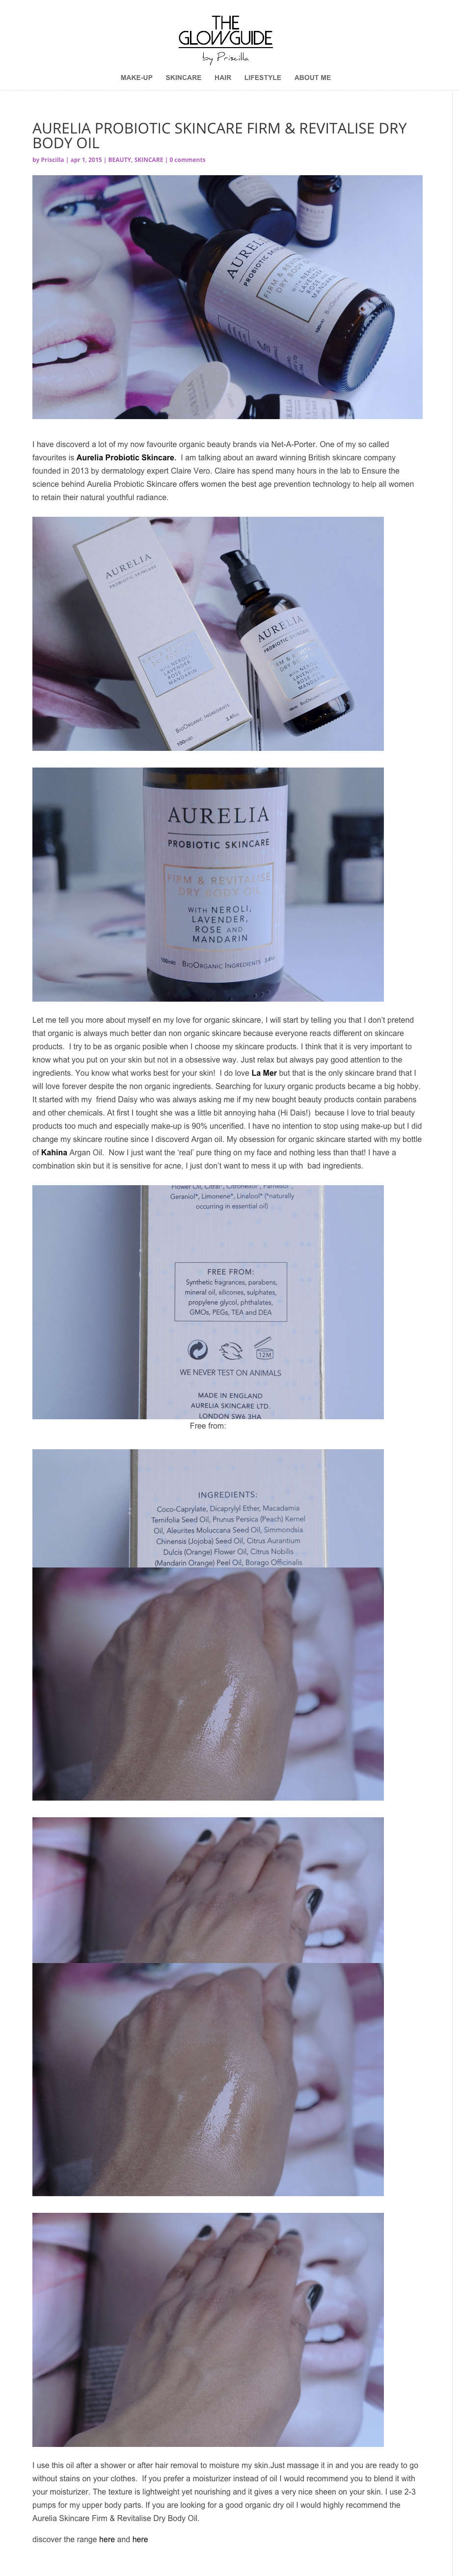 THE
GLOWGUIDE
by Priscilla
MAKE-UP SKINCARE HAIR LIFESTYLE ABOUT ME
AURELIA PROBIOTIC SKINCARE FIRM & REVITALISE DRY
BODY OIL
by Priscilla | apr 1, 2015 | BEAUTY, SKINCARE | 0 comments
AURELIA
PROBIOTIC SKINCARE
FIRM & REVITALISE
DRY BODY OIL
WITH NEROLI,
LAVENDER,
ROSE AND
MANDARIN
I have discoverd a lot of my now favourite organic beauty brands via Net-A-Porter. One of my so called
favourites is Aurelia Probiotic Skincare.  I am talking about an award winning British skincare company
founded in 2013 by dermatology expert Claire Vero. Claire has spend many hours in the lab to Ensure the
science behind Aurelia Probiotic Skincare offers women the best age prevention technology to help all women
to retain their natural youthful radiance.
AURELIA
PROBIOTIC SKINCARE
WITH NEROLI,
LAVENDER,
ROSE AND
MANDARIN
BIOORGANIC INGREDIENTS
100ml 3.4fl oz
AURELIA
PROBIOTIC SKINCARE
LAVENDER,
ROSE
MANDARIN
AURELIA
PROBIOTIC SKINCARE
FIRM & REVITALISE
DRY BODY OIL
WITH NEROLI,
LAVENDER,
ROSE AND
MANDARIN
100ml BIOORGANIC INGREDIENTS 3.4fl oz
Let me tell you more about myself en my love for organic skincare, I will start by telling you that I don't pretend
that organic is always much better dan non organic skincare because everyone reacts different on skincare
products.  I try to be as organic posible when I choose my skincare products. I think that it is very important to
know what you put on your skin but not in a obsessive way. Just relax but always pay good attention to the
ingredients. You know what works best for your skin!  I do love La Mer but that is the only skincare brand that I
will love forever despite the non organic ingredients. Searching for luxury organic products became a big hobby.
It started with my  friend Daisy who was always asking me if my new bought beauty products contain parabens
and other chemicals. At first I tought she was a little bit annoying haha (Hi Dais!)  because I love to trial beauty
products too much and especially make-up is 90% uncerified. I have no intention to stop using make-up but I did
change my skincare routine since I discoverd Argan oil. My obsession for organic skincare started with my bottle
of Kahina Argan Oil.  Now I just want the 'real' pure thing on my face and nothing less than that! I have a
combination skin but it is sensitive for acne, I just don't want to mess it up with  bad ingredients.
Flower Oil, Citral*, Citronellol*, Farnesol*,
Geraniol*, Limonene*, Linalool* (*naturally
occurring in essential oil)
FREE FROM:
Synthetic fragrances, parabens,
mineral oil, silicones, sulphates,
propylene glycol, phthalates,
GMOs, PEGs, TEA and DEA
12M
WE NEVER TEST ON ANIMALS
MADE IN ENGLAND
AURELIA SKINCARE LTD.
LONDON SW6 3HA
Free from:
INGREDIENTS:
Coco-Caprylate, Dicaprylyl Ether, Macadamia
Ternifolia Seed Oil, Prunus Persica (Peach) Kernel
Oil, Aleurites Moluccana Seed Oil, Simmondsia
Chinensis (Jojoba) Seed Oil, Citrus Aurantium
Dulcis (Orange) Flower Oil, Citrus Nobilis
(Mandarin Orange) Peel Oil, Borago Officinalis
I use this oil after a shower or after hair removal to moisture my skin.Just massage it in and you are ready to go
without stains on your clothes.  If you prefer a moisturizer instead of oil I would recommend you to blend it with
your moisturizer. The texture is lightweight yet nourishing and it gives a very nice sheen on your skin. I use 2-3
pumps for my upper body parts. If you are looking for a good organic dry oil I would highly recommend the
Aurelia Skincare Firm & Revitalise Dry Body Oil.
discover the range here and here